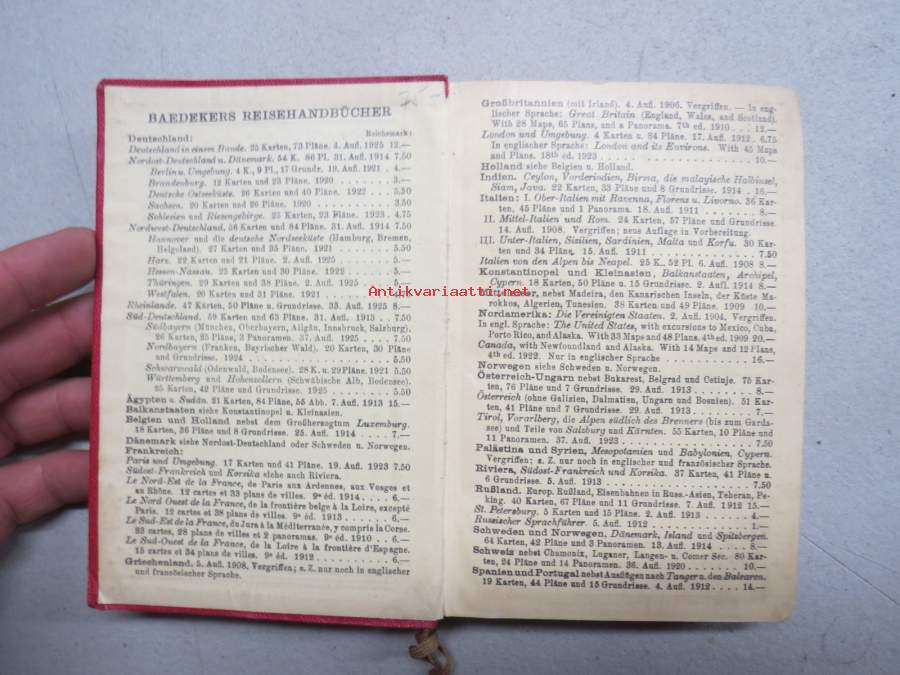 BAEDEKERS REISEHANDBÜCHER
Reichsmark:
Deutschland:
Deutschland in einem Bande. 25 Karten, 73 Pläne. 4. Aufl. 1925 12.—
Nordost-Deutschland u. Dänemark. 54 K. 86 Pl. 31. Aufl. 1914 7.50
Berlin u. Umgebung. 4 K., 9 Pl., 17 Grundr. 19. Aufl. 1921 . 4.—
Brandenburg. 12 Karten und 23 Pläne. 1920 . . . . . . 3.—
Deutsche Ostseeküste. 26 Karten und 40 Pläne. 1922 . . . 5.50
Sachsen. 20 Karten und 26 Pläne. 1920 . . . . . . . 3.50
Schlesien und Riesengebirge. 25 Karten, 23 Pläne. 1923 . 4.75
Nordwest-Deutschland, 56 Karten und 84 Pläne. 31. Aufl. 1914 7.50
Hannover und die deutsche Nordseeküste (Hamburg, Bremen,
Helgoland). 27 Karten und 35 Pläne. 1921 . . . . . . 5.50
Harz. 22 Karten und 21 Pläne. 2. Aufl. 1925 . . . . . . 5.—
Hessen-Nassau. 23 Karten und 30 Pläne. 1922 . . . . . 5.—
Thüringen. 29 Karten und 38 Pläne. 2. Aufl. 1925 . . . . 5.—
Westfalen. 20 Karten und 31 Pläne. 1921
Rheinlande. 47 Karten, 50 Pläne u. Grundrisse. 33. Aufl. 1925 8.—
Süd-Deutschland. 59 Karten und 63 Pläne. 31. Aufl. 1913 . . 7.50
Südbayern (München, Oberbayern, Allgäu, Innsbruck, Salzburg).
26 Karten, 25 Pläne, 3 Panoramen. 37. Aufl. 1925 . . . . 7.50
Nordbayern (Franken, Bayrischer Wald). 20 Karten, 30 Pläne
und Grundrisse. 1924 . . . . . . . . . . . . 5.50
Schwarzwald (Odenwald, Bodensee). 28 K. u. 29 Pläne. 1921 5.50
Württemberg und Hohenzollern (Schwäbische Alb, Bodensee).
35 Karten, 42 Pläne und Grundrisse. 1925 . . . . . . . 5.50
Ägypten u. Sudân. 21 Karten, 84 Pläne, 55 Abb. 7. Aufl. 1913 15.—
Balkanstaaten siehe Konstantinopel u. Kleinasien.
Belgien und Holland nebst dem Großherzogtum Luxemburg.
19 Karten, 36 Pläne und 8 Grundrisse. 25. Aufl. 1914 . . . . 7.—
Dänemark siehe Nordost-Deutschland oder Schweden u. Norwegen.
Frankreich:
Paris und Umgebung. 17 Karten und 41 Pläne. 19. Aufl. 1923 7.50
Südost-Frankreich und Korsika siehe auch Riviera.
Le Nord-Est de la France, de Paris aux Ardennes, aux Vosges et
au Rhône. 12 cartes et 33 plans de villes. 9e éd. 1914 . . . . 6.—
Le Nord-Ouest de la France, de la frontière belge à la Loire, excepté
Paris. 12 cartes et 38 plans de villes. 9e éd. 1913 . . . . . 6.—
Le Sud-Est de la France, du Jura à la Méditerranée, y compris la Corse.
23 cartes, 28 plans de villes et 2 panoramas. 9e éd. 1910 . . 6.—
Le Sud-Ouest de la France, de la Loire à la frontière d'Espagne.
15 cartes et 34 plans de villes. 9e éd. 1912 . . . . . . . 6.—
Griechenland. 5. Aufl. 1908. Vergriffen; s. Z. nur noch in englischer
und französischer Sprache.
Großbritannien (mit Irland). 4. Aufl. 1906. Vergriffen. — In eng-
lischer Sprache: Great Britain (England, Wales, and Scotland).
With 28 Maps, 65 Plans, and a Panorama. 7th ed. 1910 . . . 12.—
London und Umgebung. 4 Karten u. 34 Pläne. 17. Aufl. 1912 . 6.75
In englischer Sprache: London and its Environs. With 45 Maps
and Plans. 18th ed. 1923 . . . . . . . . . . . 10.—
Holland siehe Belgien u. Holland.
Indien. Ceylon, Vorderindien, Birma, die malayische Halbinsel,
Siam, Java. 22 Karten, 33 Pläne und 8 Grundrisse. 1914 . . 16.—
Italien: I. Ober-Italien mit Ravenna, Florenz u. Livorno. 36 Kar-
ten, 45 Pläne und 1 Panorama. 18. Aufl. 1911 . . . . . . . 8.—
II. Mittel-Italien und Rom. 24 Karten, 57 Pläne und Grundrisse.
14. Aufl. 1908. Vergriffen; neue Auflage in Vorbereitung.
III. Unter-Italien, Sizilien, Sardinien, Malta und Korfu. 30 Kar-
ten und 34 Pläne. 15. Aufl. 1911 . . . . . . . . . 7.50
Italien von den Alpen bis Neapel. 25 K., 52 Pl. 6. Aufl. 1908 8.—
Konstantinopel und Kleinasien, Balkanstaaten, Archipel,
Cypern. 18 Karten, 50 Pläne u. 15 Grundrisse. 2. Aufl. 1914 8.—
Antikvariaatti.net
Mittelmeer, nebst Madeira, den Kanarischen Inseln, der Küste Ma-
rokkos, Algerien, Tunesien. 38 Karten und 49 Pläne. 1909 . 10.—
Nordamerika: Die Vereinigten Staaten. 2. Aufl. 1904. Vergriffen.
In engl. Sprache: The United States, with excursions to Mexico, Cuba,
Porto Rico, and Alaska. With 33 Maps and 48 Plans. 4th ed. 1909 20.—
Canada, with Newfoundland and Alaska. With 14 Maps and 12 Plans,
4th ed. 1922. Nur in englischer Sprache . . . . . . . . 16.—
Norwegen siehe Schweden u. Norwegen.
Österreich-Ungarn nebst Bukarest, Belgrad und Cetinje. 75 Kar-
ten, 76 Pläne und 7 Grundrisse. 29. Aufl. 1913 . . . . . 8.—
Österreich (ohne Galizien, Dalmatien, Ungarn und Bosnien). 51 Kar-
ten, 41 Pläne und 7 Grundrisse. 29. Aufl. 1913 . . . . . 7.—
Tirol, Vorarlberg, die Alpen südlich des Brenners (bis zum Garda-
see) und Teile von Salzburg und Kärnten. 55 Karten, 10 Pläne und
11 Panoramen. 37. Aufl. 1923 . . . . . . . . . . 7.50
Palästina und Syrien, Mesopotamien und Babylonien, Cypern.
Vergriffen: s. Z. nur noch in englischer und französischer Sprache.
Riviera, Südost-Frankreich und Korsika. 37 Karten, 41 Pläne u.
6 Grundrisse. 5. Aufl. 1913 . . . . . . . . . . . 7.50
Rußland. Europ. Rußland, Eisenbahnen in Russ.-Asien, Teheran, Pe-
king. 40 Karten, 67 Pläne und 11 Grundrisse. 7. Aufl. 1912 15.—
St. Petersburg. 5 Karten und 15 Pläne. 2. Aufl. 1913 . . . . 4.—
Russischer Sprachführer. 5. Aufl. 1912 . . . . . . . . 1.—
Schweden und Norwegen, Dänemark, Island und Spitzbergen.
64 Karten, 42 Pläne und 3 Panoramen. 13. Aufl. 1914 . . . 8.—
Schweiz nebst Chamonix, Luganer, Langen- u. Comer See. 80 Kar-
ten, 24 Pläne und 14 Panoramen. 36. Aufl. 1920 . . . . . 10.—
Spanien und Portugal nebst Ausflügen nach Tanger u. den Balearen.
19 Karten, 44 Pläne und 15 Grundrisse. 4. Aufl. 1912 . . . . 14.—